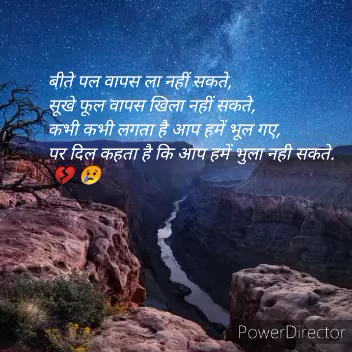 बीते पल वापस ला नहीं सकते,
सूखे फूल वापस खिला नहीं सकते,
कभी कभी लगता है आप हमें भूल गए,
पर दिल कहता है कि आप हमें भुला नही सकते.
💔 😢
PowerDirector